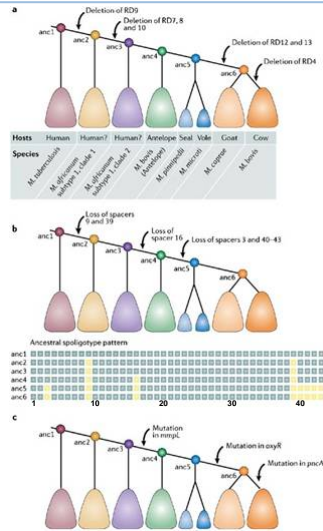 a
Deletion of RD9
Deletion of RD7, 8
and 10
anc1
anc2
anc3
anc4
anc5
anc6
Deletion of RD12 and 13
Deletion of RD4
Hosts Human Human? Human? Antelope Seal Vole Goat Cow
Species
M. tuberculosis
M. africanum
subtype 1, clade 1
M. africanum
subtype 1, clade 2
M. bovis
(Antelope)
M. pinnipedii
M. microti
M. caprae
M. bovis
b
Loss of spacers
9 and 39
Loss of
spacer 16
Loss of spacers 3 and 40–43
anc1
anc2
anc3
anc4
anc5
anc6
Ancestral spoligotype pattern
anc1
anc2
anc3
anc4
anc5
anc6
1 10 20 30 40
c
Mutation
in mmpL
Mutation in oxyR
Mutation in pncA
anc1
anc2
anc3
anc4
anc5
anc6